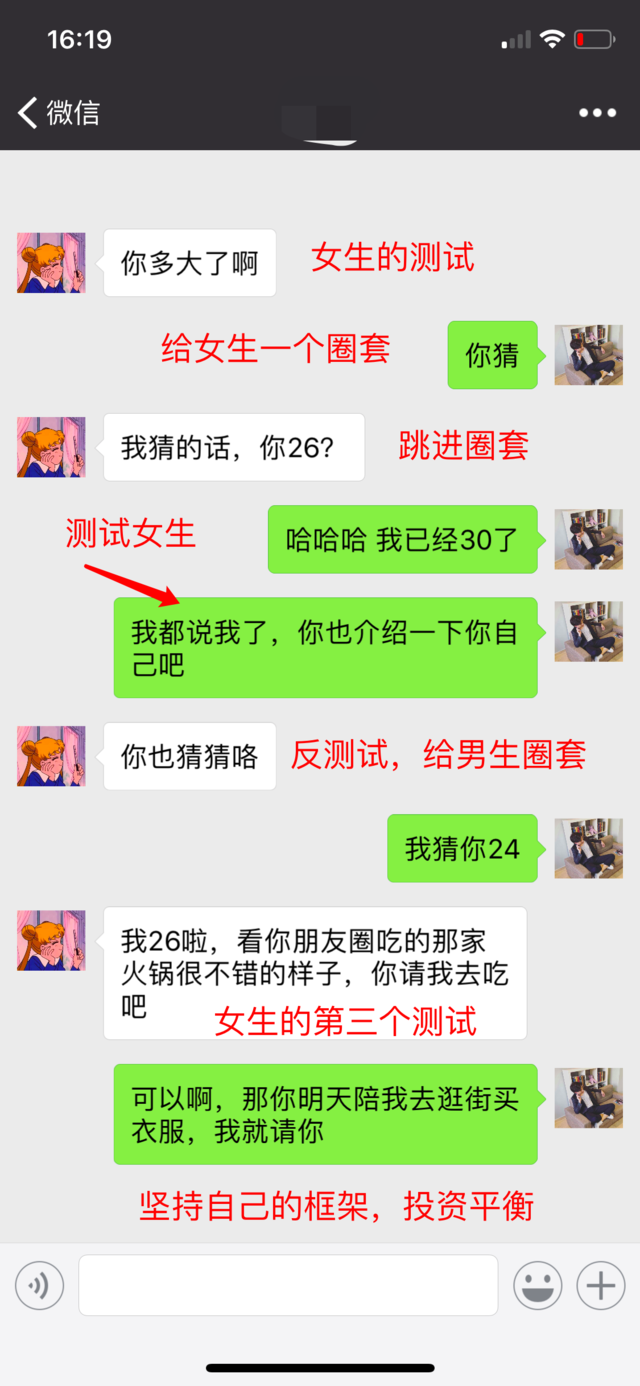 16:19
微信
你多大了啊
女生的测试
给女生一个圈套
你猜
我猜的话，你26?
跳进圈套
测试女生
哈哈哈 我已经30了
我都说我了，你也介绍一下你自
己吧
你也猜猜咯
反测试，给男生圈套
我猜你24
我26啦，看你朋友圈吃的那家
火锅很不错的样子，你请我去吃
吧
女生的第三个测试
可以啊，那你明天陪我去逛街买
衣服，我就请你
坚持自己的框架，投资平衡